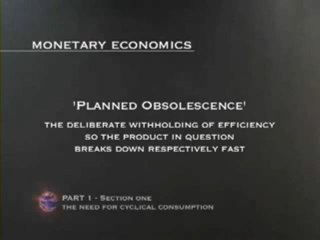 MONETARY ECONOMICS
'PLANNED OBSOLESCENCE'
THE DELIBERATE WITHHOLDING OF EFFICIENCY
SO THE PRODUCT IN QUESTION
BREAKS DOWN RESPECTIVELY FAST
PART 1 - SECTION ONE
THE NEED FOR CYCLICAL CONSUMPTION